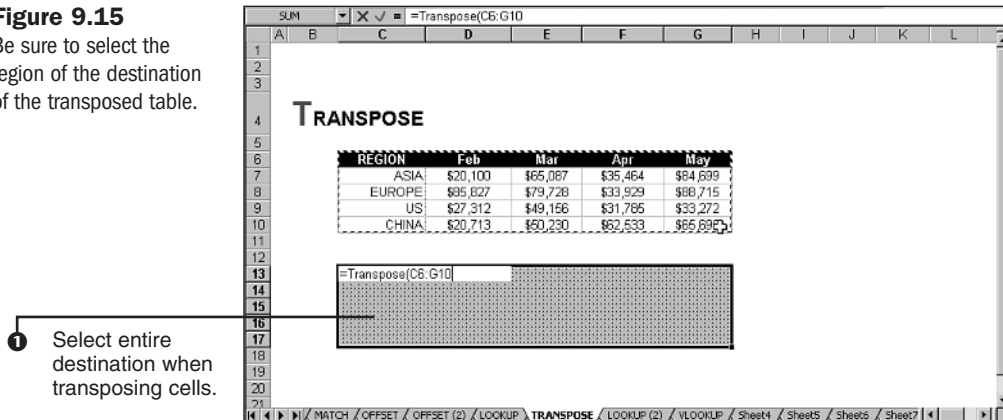 Figure 9.15
Be sure to select the
region of the destination
of the transposed table.
SUM =Transpose(C6:G10
A B C D E F G H I J K L
1
2
3
4 TRANSPOSE
5
6 REGION Feb Mar Apr May
7 ASIA $20,100 $65,087 $35,464 $84,699
8 EUROPE $85,827 $79,728 $33,929 $88,715
9 US $27,312 $49,156 $31,785 $33,272
10 CHINA $20,713 $50,230 $62,533
11
12
13 =Transpose(C6:G10
14
15
16
17
18
19
20
21
1 Select entire
destination when
transposing cells.
MATCH OFFSET OFFSET (2) LOOKUP TRANSPOSE LOOKUP (2) VLOOKUP Sheet4 Sheet5 Sheet6 Sheet7